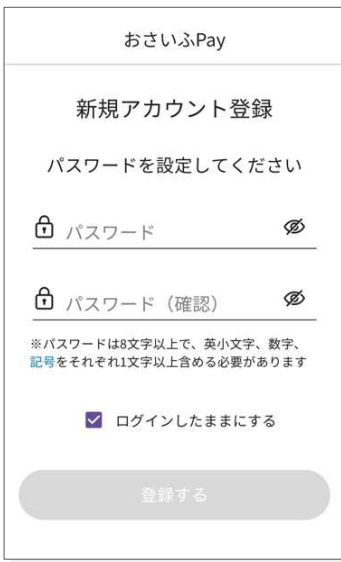 おさいふPay
新規アカウント登録
パスワードを設定してください
パスワード
パスワード（確認）
※パスワードは8文字以上で、英小文字、数字、
記号をそれぞれ1文字以上含める必要があります
ログインしたままにする
登録する